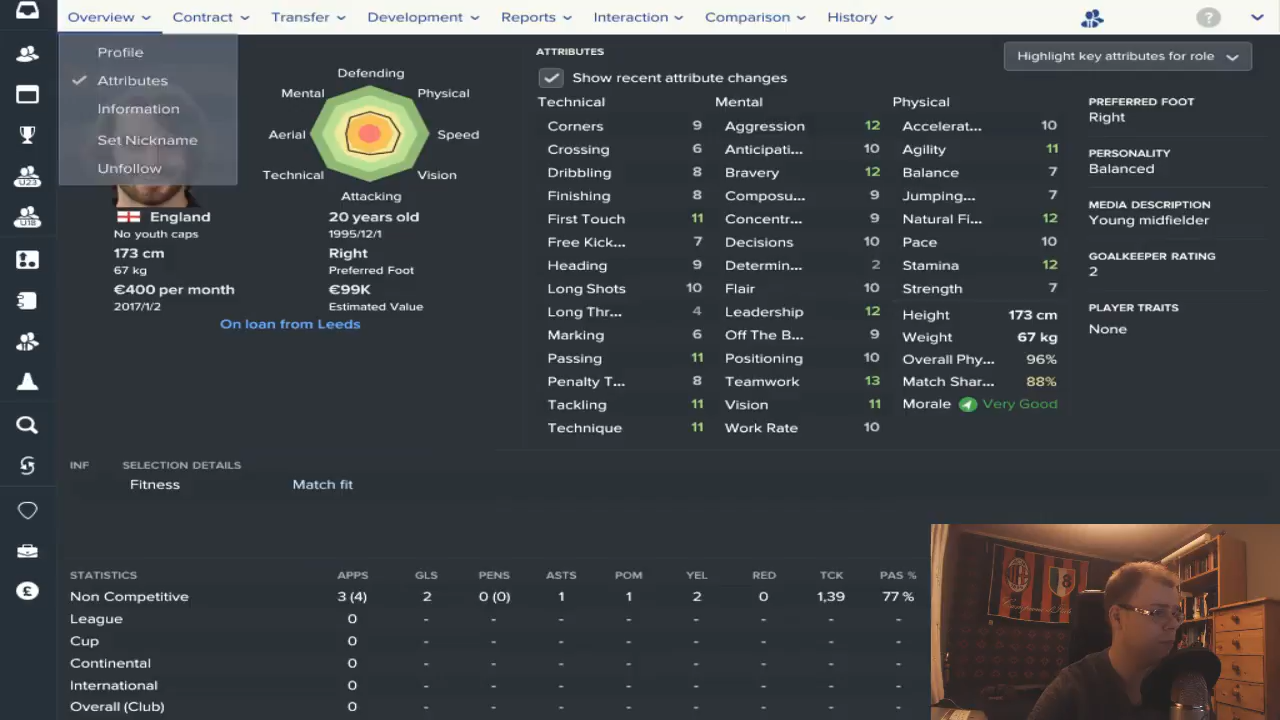 Overview Contract Transfer Development Reports Interaction Comparison History ?
Profile
Attributes
Information
Set Nickname
Unfollow
U23
U18
Defending
Mental Physical
Aerial Speed
Technical Vision
Attacking
England
No youth caps
173 cm
67 kg
€400 per month
2017/1/2
20 years old
1995/12/1
Right
Preferred Foot
€99K
Estimated Value
On loan from Leeds
ATTRIBUTES
Show recent attribute changes
Highlight key attributes for role
Technical Mental Physical
Corners 9 Aggression 12 Accelerat... 10
Crossing 6 Anticipati... 10 Agility 11
Dribbling 8 Bravery 12 Balance 7
Finishing 8 Composu... 9 Jumping... 7
First Touch 11 Concentr... 9 Natural Fi... 12
Free Kick... 7 Decisions 10 Pace 10
Heading 9 Determin... 2 Stamina 12
Long Shots 10 Flair 10 Strength 7
Long Thr... 4 Leadership 12 Height 173 cm
Marking 6 Off The B... 9 Weight 67 kg
Passing 11 Positioning 10 Overall Phy... 96%
Penalty T... 8 Teamwork 13 Match Shar... 88%
Tackling 11 Vision 11 Morale Very Good
Technique 11 Work Rate 10
PREFERRED FOOT
Right
PERSONALITY
Balanced
MEDIA DESCRIPTION
Young midfielder
GOALKEEPER RATING
2
PLAYER TRAITS
None
INF SELECTION DETAILS
Fitness Match fit
STATISTICS APPS GLS PENS ASTS POM YEL RED TCK PAS %
Non Competitive 3 (4) 2 0 (0) 1 1 2 0 1,39 77 %
League 0 - - - - - - - -
Cup 0 - - - - - - - -
Continental 0 - - - - - - - -
International 0 - - - - - - - -
Overall (Club) 0 - - - - - - - -